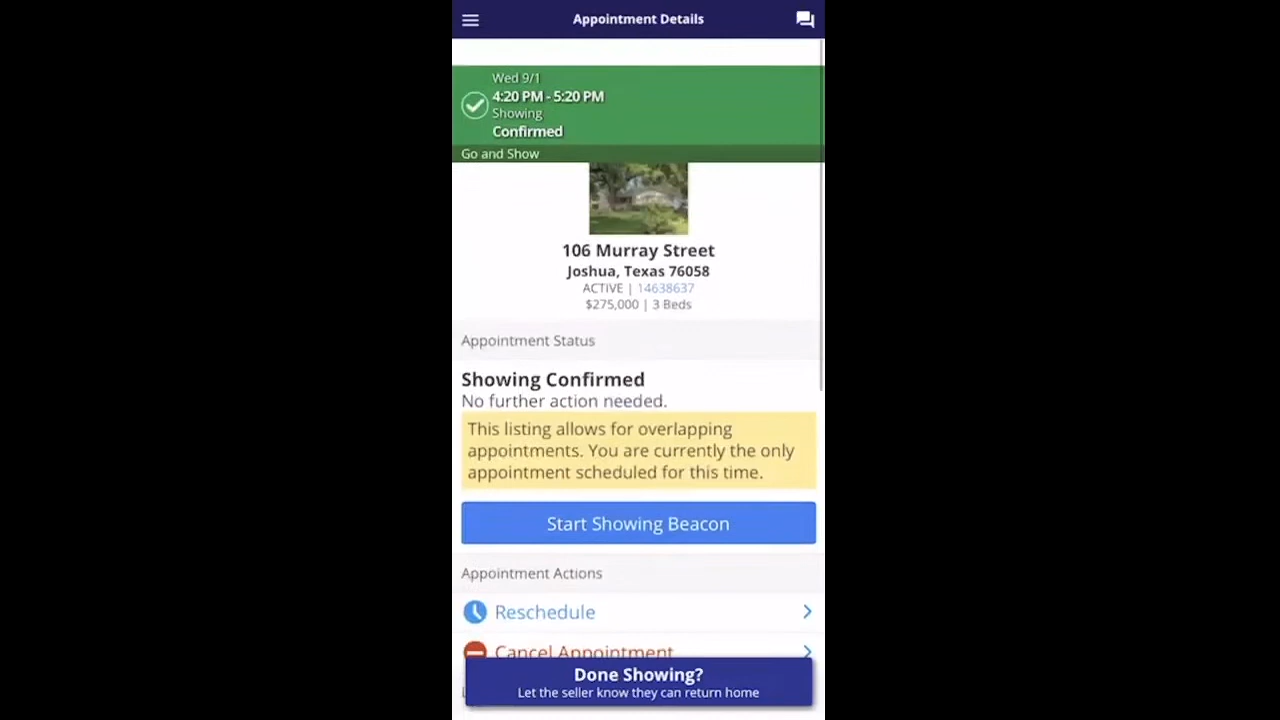 Appointment Details
Wed 9/1
4:20 PM - 5:20 PM
Showing
Confirmed
Go and Show
106 Murray Street
Joshua, Texas 76058
ACTIVE | 14638637
$275,000 | 3 Beds
Appointment Status
Showing Confirmed
No further action needed.
This listing allows for overlapping
appointments. You are currently the only
appointment scheduled for this time.
Start Showing Beacon
Appointment Actions
Reschedule
Cancel Appointment
Done Showing?
Let the seller know they can return home